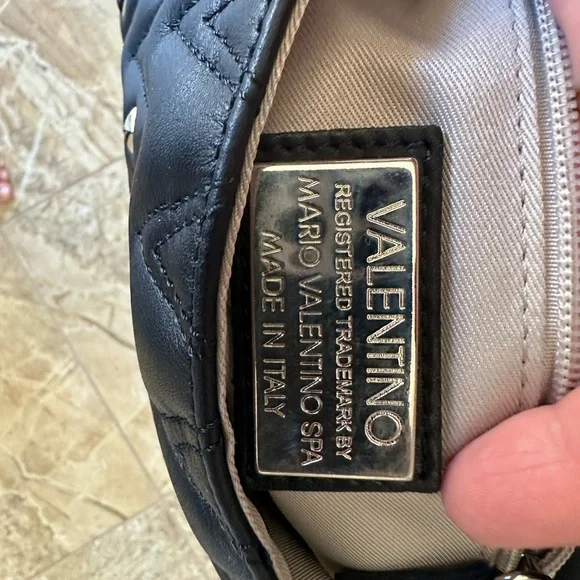 VALENTINO
REGISTERED TRADEMARK BY
MARIO VALENTINO SPA
MADE IN ITALY